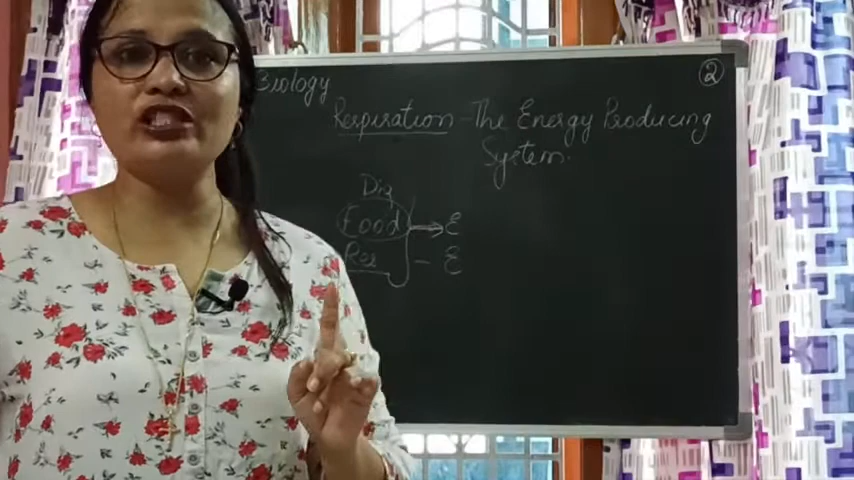 Biology
②
Respiration - The Energy Producing
System.
Dig
Food → E
Res - E